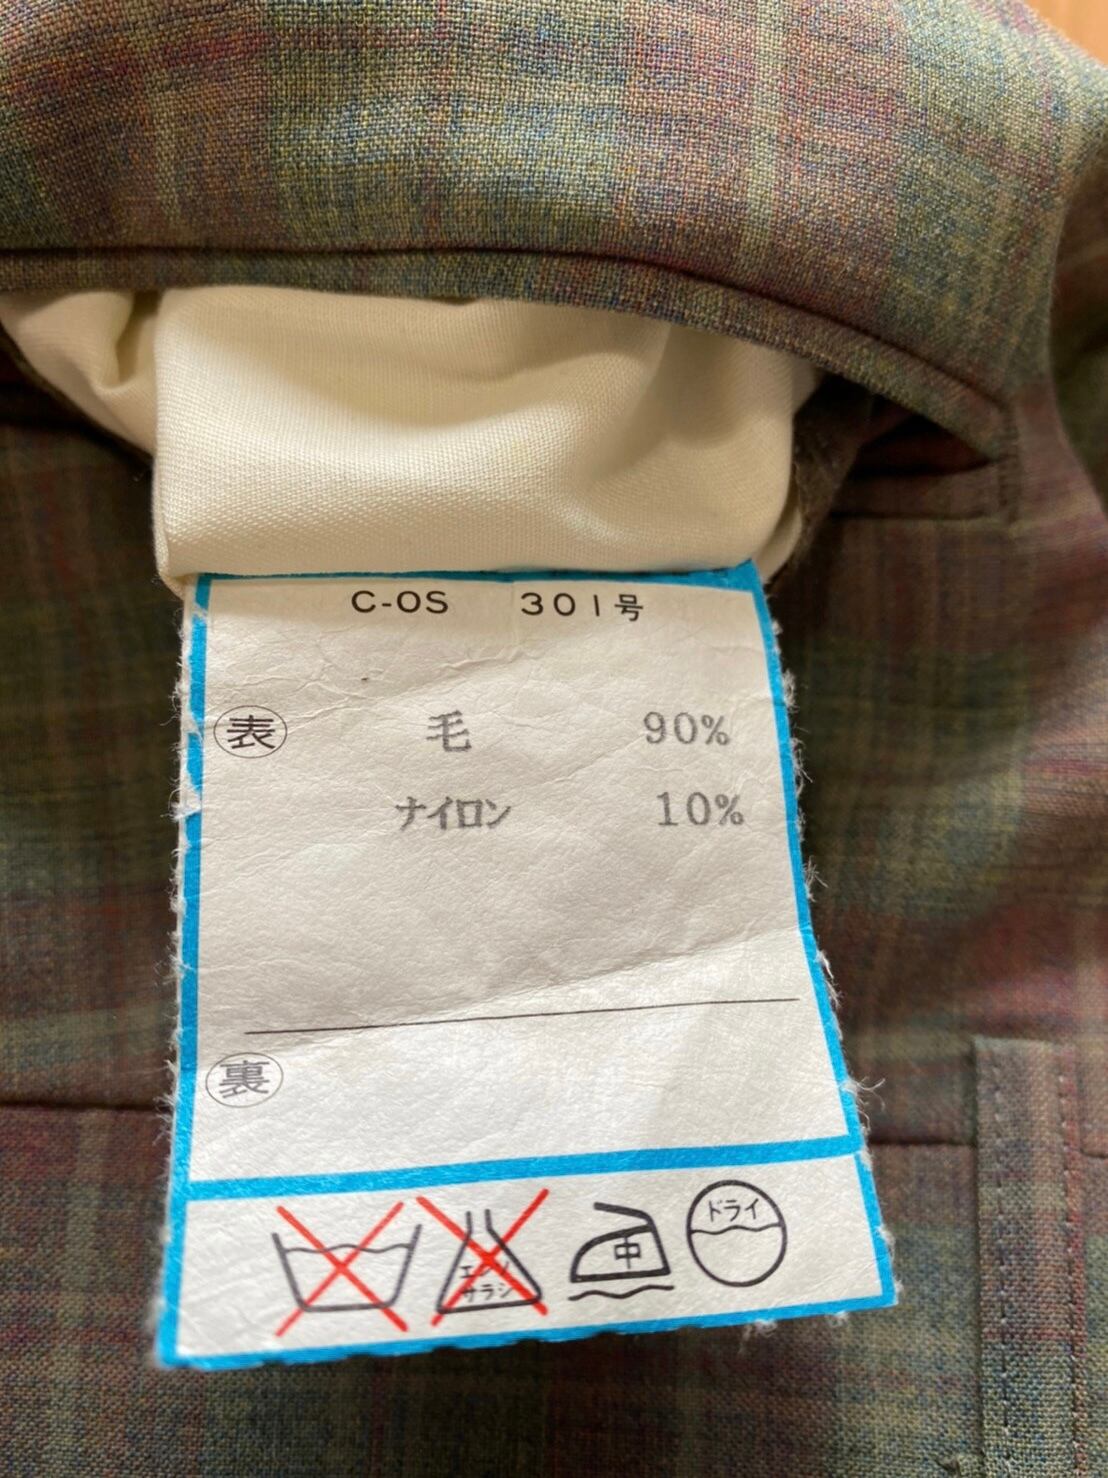 C-OS 301号
表 毛 90%
ナイロン 10%
裏
エンソ
サラシ
中
ドライ